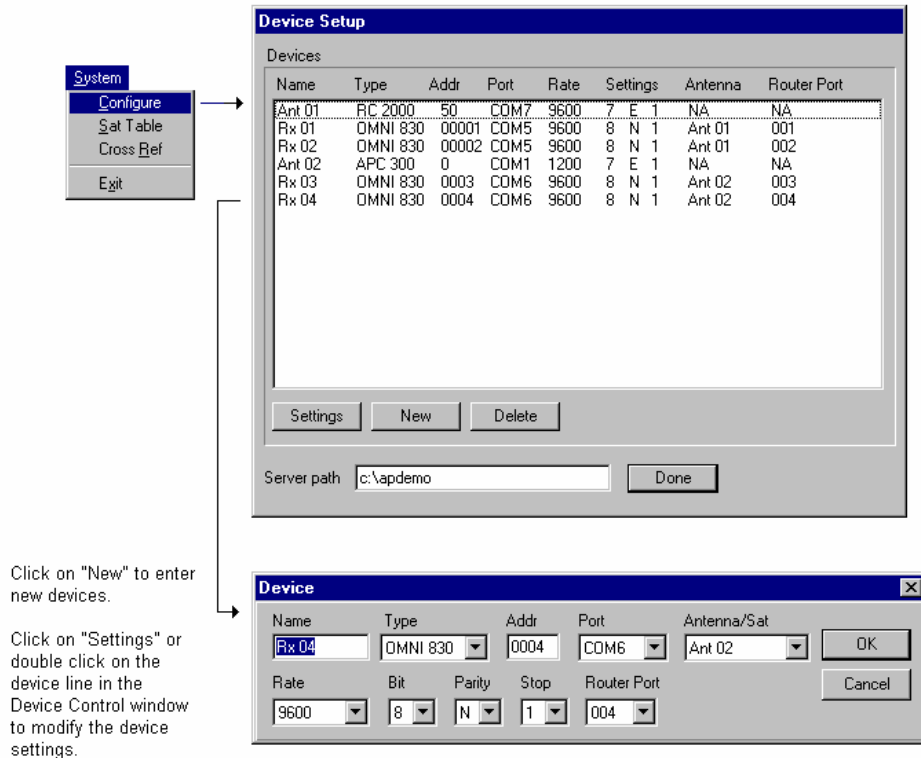 System
Configure
Sat Table
Cross Ref
Exit
Device Setup
Devices
Name Type Addr Port Rate Settings Antenna Router Port
Ant 01 RC 2000 50 COM7 9600 7 E 1 NA NA
Rx 01 OMNI 830 00001 COM5 9600 8 N 1 Ant 01 001
Rx 02 OMNI 830 00002 COM5 9600 8 N 1 Ant 01 002
Ant 02 APC 300 0 COM1 1200 7 E 1 NA NA
Rx 03 OMNI 830 0003 COM6 9600 8 N 1 Ant 02 003
Rx 04 OMNI 830 0004 COM6 9600 8 N 1 Ant 02 004
Settings New Delete
Server path c:\apdemo Done
Click on "New" to enter
new devices.
Click on "Settings" or
double click on the
device line in the
Device Control window
to modify the device
settings.
Device
Name Type Addr Port Antenna/Sat
Rx 04 OMNI 830 0004 COM6 Ant 02 OK
Rate Bit Parity Stop Router Port Cancel
9600 8 N 1 004